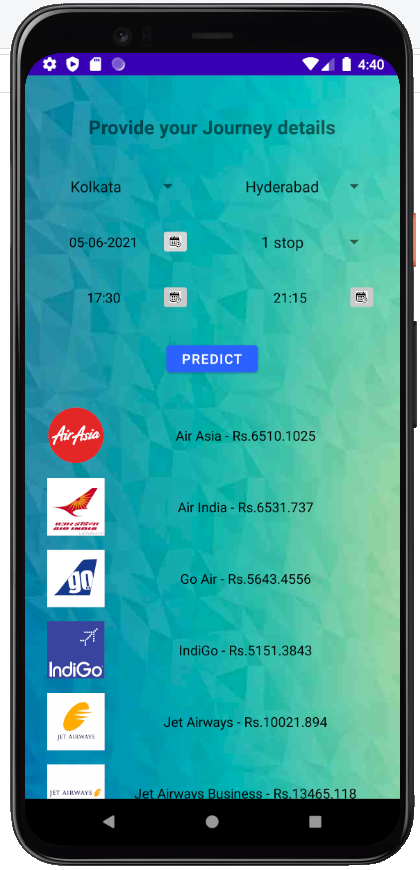 4:40
Provide your Journey details
Kolkata
Hyderabad
05-06-2021
1 stop
17:30
21:15
PREDICT
Air Asia
Air Asia - Rs.6510.1025
AIR INDIA
Air India - Rs.6531.737
go
Go Air - Rs.5643.4556
IndiGo
IndiGo - Rs.5151.3843
JET AIRWAYS
Jet Airways - Rs.10021.894
JET AIRWAYS
Jet Airways Business - Rs.13465.118